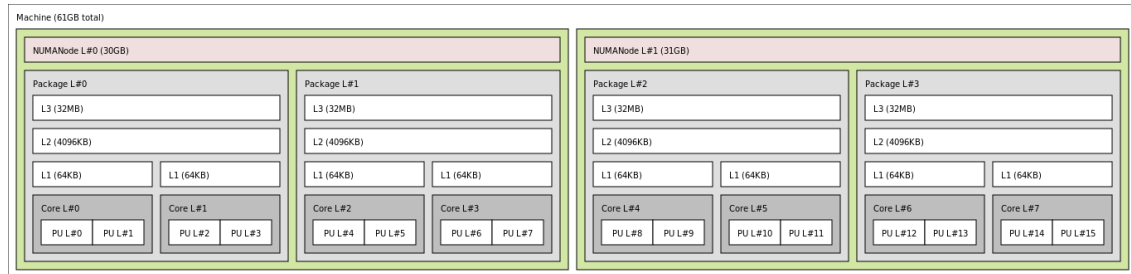 Machine (61GB total)
NUMANode L#0 (30GB)
NUMANode L#1 (31GB)
Package L#0
Package L#1
Package L#2
Package L#3
L3 (32MB)
L3 (32MB)
L3 (32MB)
L3 (32MB)
L2 (4096KB)
L2 (4096KB)
L2 (4096KB)
L2 (4096KB)
L1 (64KB)
L1 (64KB)
L1 (64KB)
L1 (64KB)
L1 (64KB)
L1 (64KB)
L1 (64KB)
L1 (64KB)
Core L#0
Core L#1
Core L#2
Core L#3
Core L#4
Core L#5
Core L#6
Core L#7
PU L#0
PU L#1
PU L#2
PU L#3
PU L#4
PU L#5
PU L#6
PU L#7
PU L#8
PU L#9
PU L#10
PU L#11
PU L#12
PU L#13
PU L#14
PU L#15